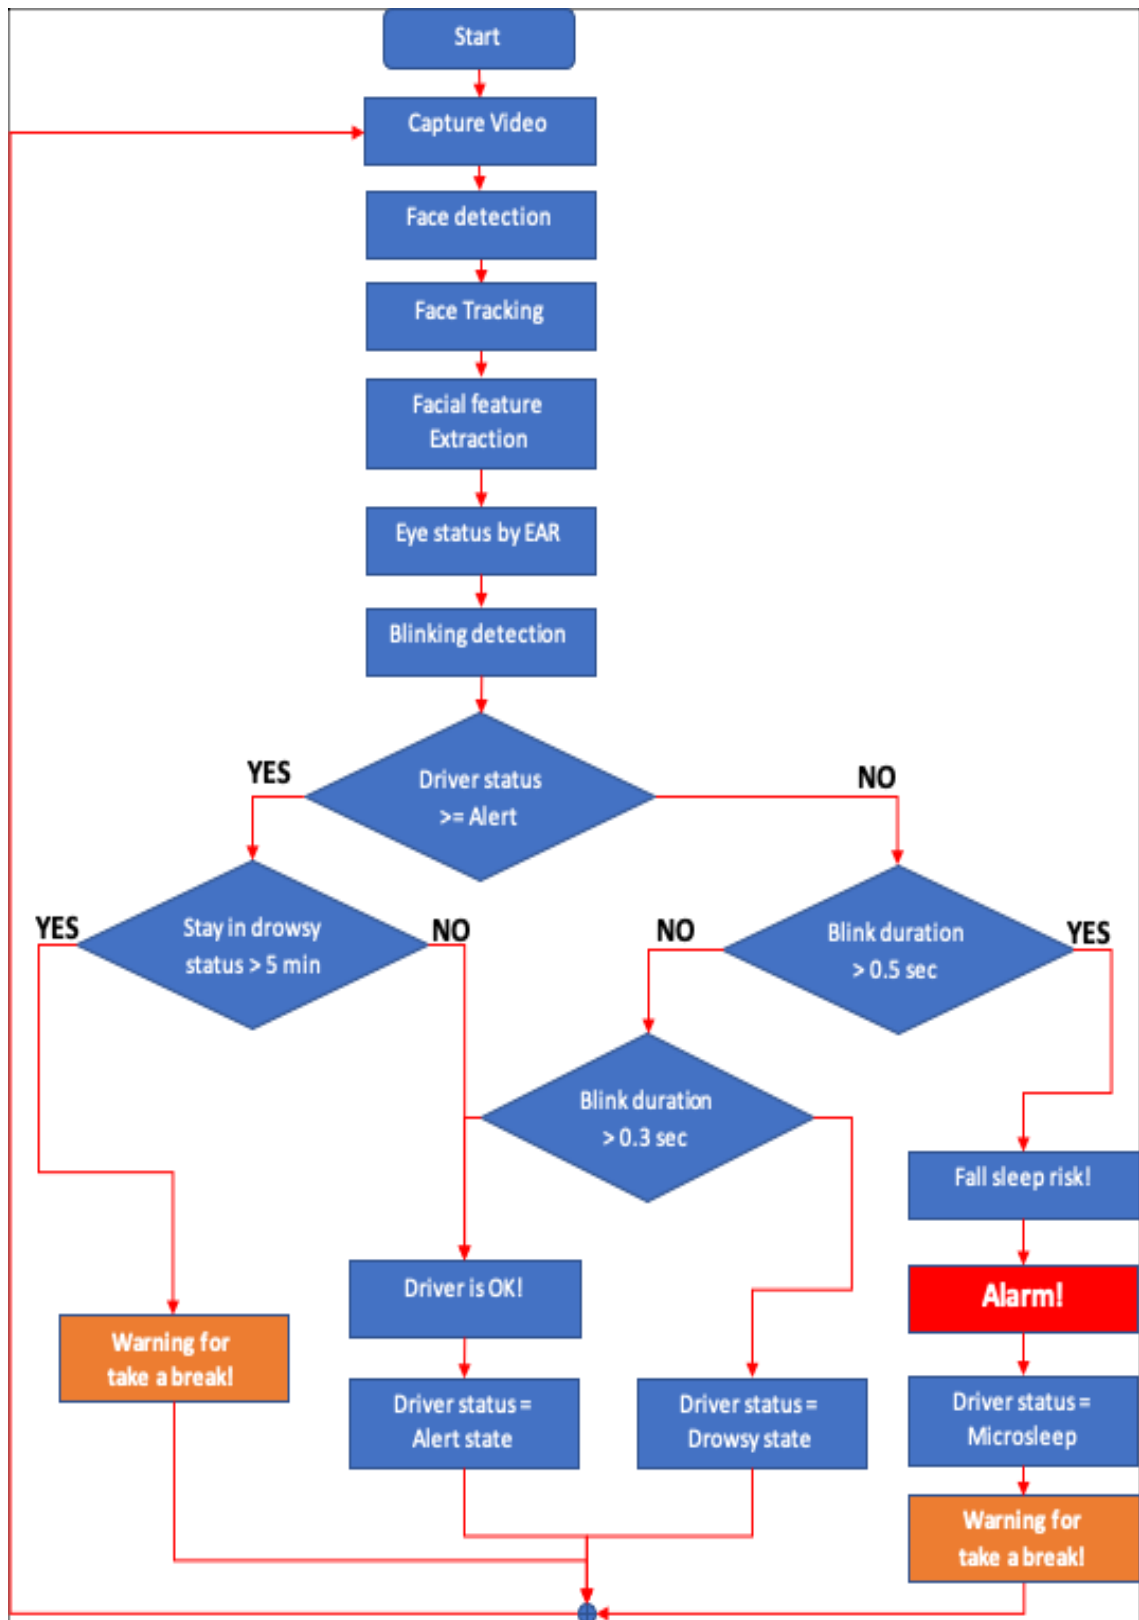 Start
Capture Video
Face detection
Face Tracking
Facial feature
Extraction
Eye status by EAR
Blinking detection
Driver status
>= Alert
YES
NO
Stay in drowsy
status > 5 min
YES
NO
Blink duration
> 0.5 sec
NO
YES
Blink duration
> 0.3 sec
Fall sleep risk!
Driver is OK!
Alarm!
Warning for
take a break!
Driver status =
Alert state
Driver status =
Drowsy state
Driver status =
Microsleep
Warning for
take a break!